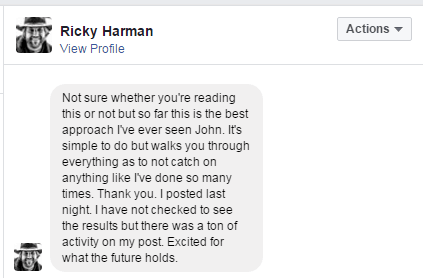 Ricky Harman
Actions
View Profile
Not sure whether you're reading
this or not but so far this is the best
approach I've ever seen John. It's
simple to do but walks you through
everything as to not catch on
anything like I've done so many
times. Thank you. I posted last
night. I have not checked to see
the results but there was a ton of
activity on my post. Excited for
what the future holds.